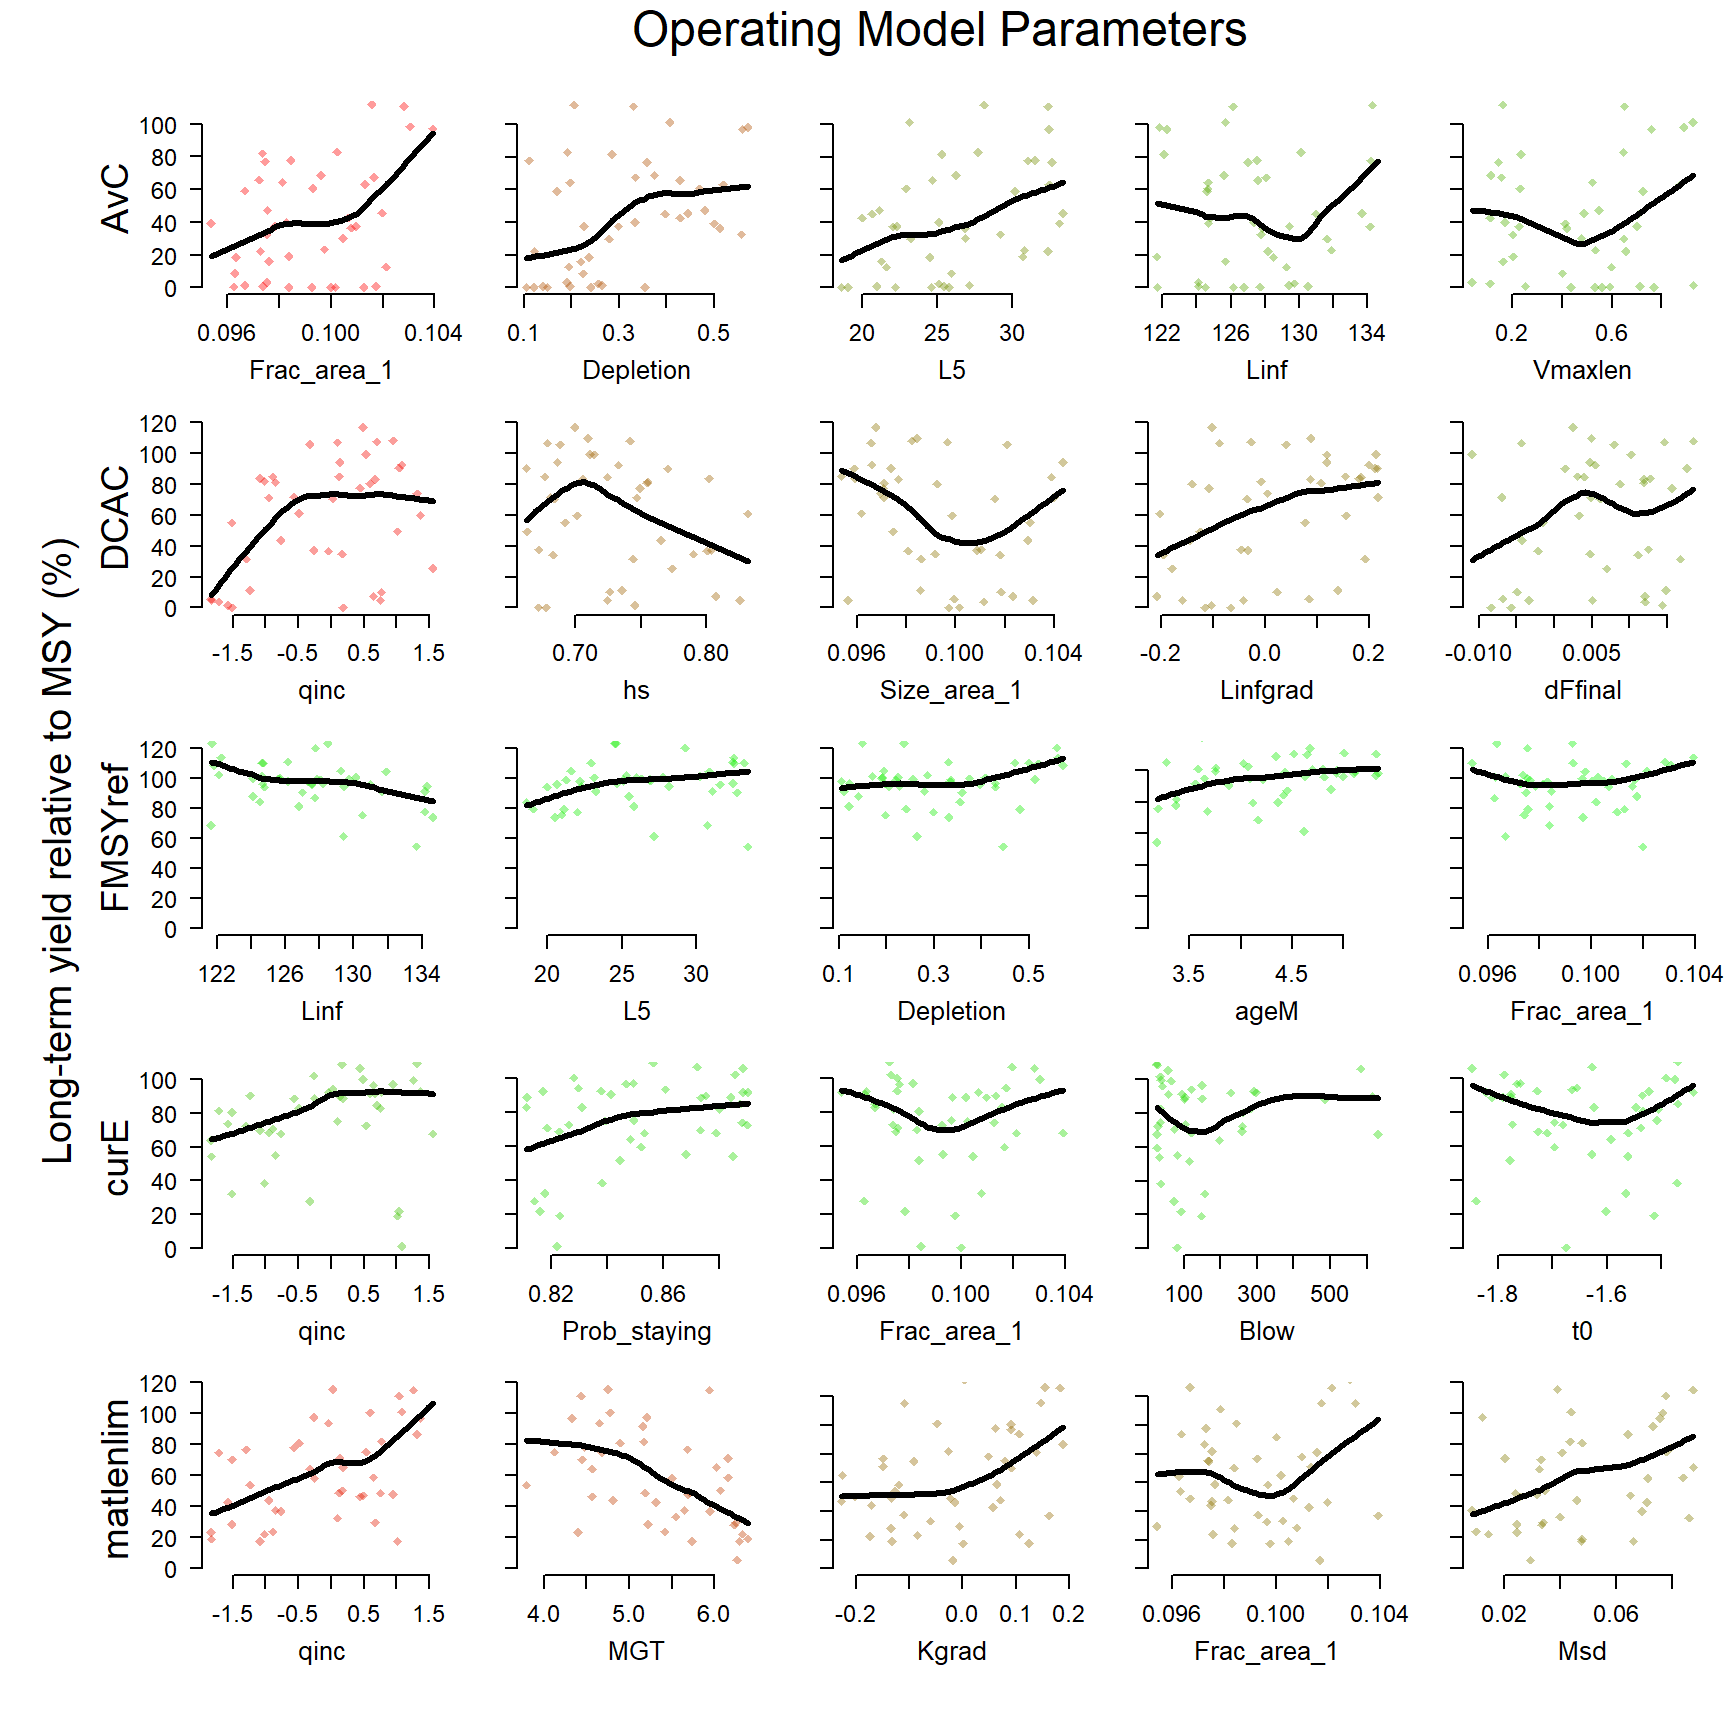 Operating Model Parameters
Long-term yield relative to MSY (%)
AvC
100
80
60
40
20
0
0.096 0.100 0.104
Frac_area_1
0.1 0.3 0.5
Depletion
20 25 30
L5
122 126 130 134
Linf
0.2 0.6
Vmaxlen
DCAC
120
100
80
60
40
20
0
-1.5 -0.5 0.5 1.5
qinc
0.70 0.80
hs
0.096 0.100 0.104
Size_area_1
-0.2 0.0 0.2
Linfgrad
-0.010 0.005
dFfinal
FMSYref
120
100
80
60
40
20
0
122 126 130 134
Linf
20 25 30
L5
0.1 0.3 0.5
Depletion
3.5 4.5
ageM
0.096 0.100 0.104
Frac_area_1
curE
100
80
60
40
20
0
-1.5 -0.5 0.5 1.5
qinc
0.82 0.86
Prob_staying
0.096 0.100 0.104
Frac_area_1
100 300 500
Blow
-1.8 -1.6
t0
matlenlim
120
100
80
60
40
20
0
-1.5 -0.5 0.5 1.5
qinc
4.0 5.0 6.0
MGT
-0.2 0.0 0.1 0.2
Kgrad
0.096 0.100 0.104
Frac_area_1
0.02 0.06
Msd